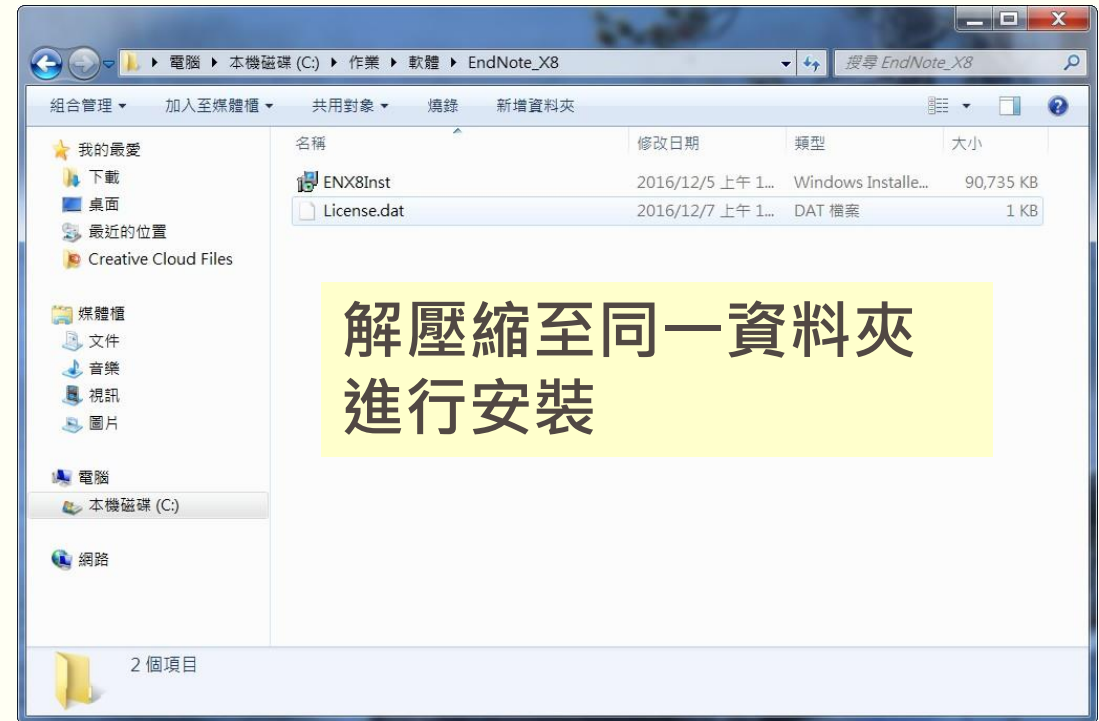 電腦 ▸ 本機磁碟 (C:) ▸ 作業 ▸ 軟體 ▸ EndNote_X8
搜尋 EndNote_X8
組合管理 加入至媒體櫃 共用對象 燒錄 新增資料夾
名稱 修改日期 類型 大小
ENX8Inst 2016/12/5 上午 1... Windows Installe... 90,735 KB
License.dat 2016/12/7 上午 1... DAT 檔案 1 KB
我的最愛
下載
桌面
最近的位置
Creative Cloud Files
媒體櫃
文件
音樂
視訊
圖片
電腦
本機磁碟 (C:)
網路
解壓縮至同一資料夾
進行安裝
2 個項目